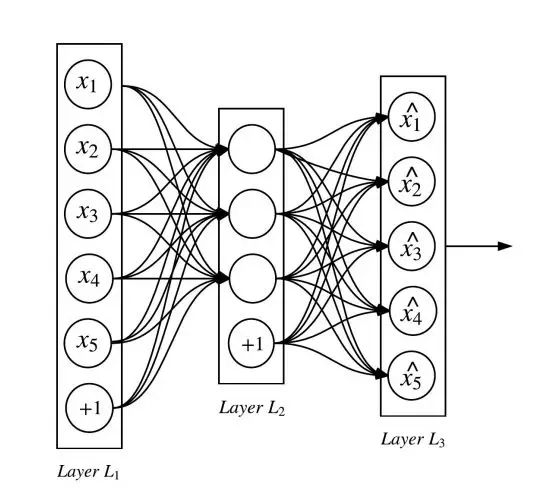 x₁
x₂
x₃
x₄
x₅
+1
Layer L₁
+1
Layer L₂
x̂₁
x̂₂
x̂₃
x̂₄
x̂₅
Layer L₃